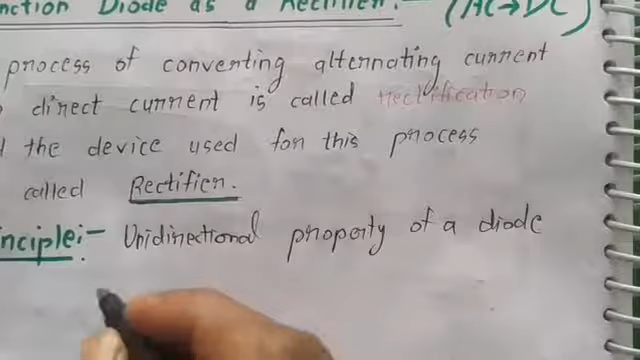 nction Diode as a Rectifier:- (AC→DC)
process of converting alternating current
direct current is called rectification
the device used for this process
called Rectifier.
inciple:- Unidirectional property of a diode